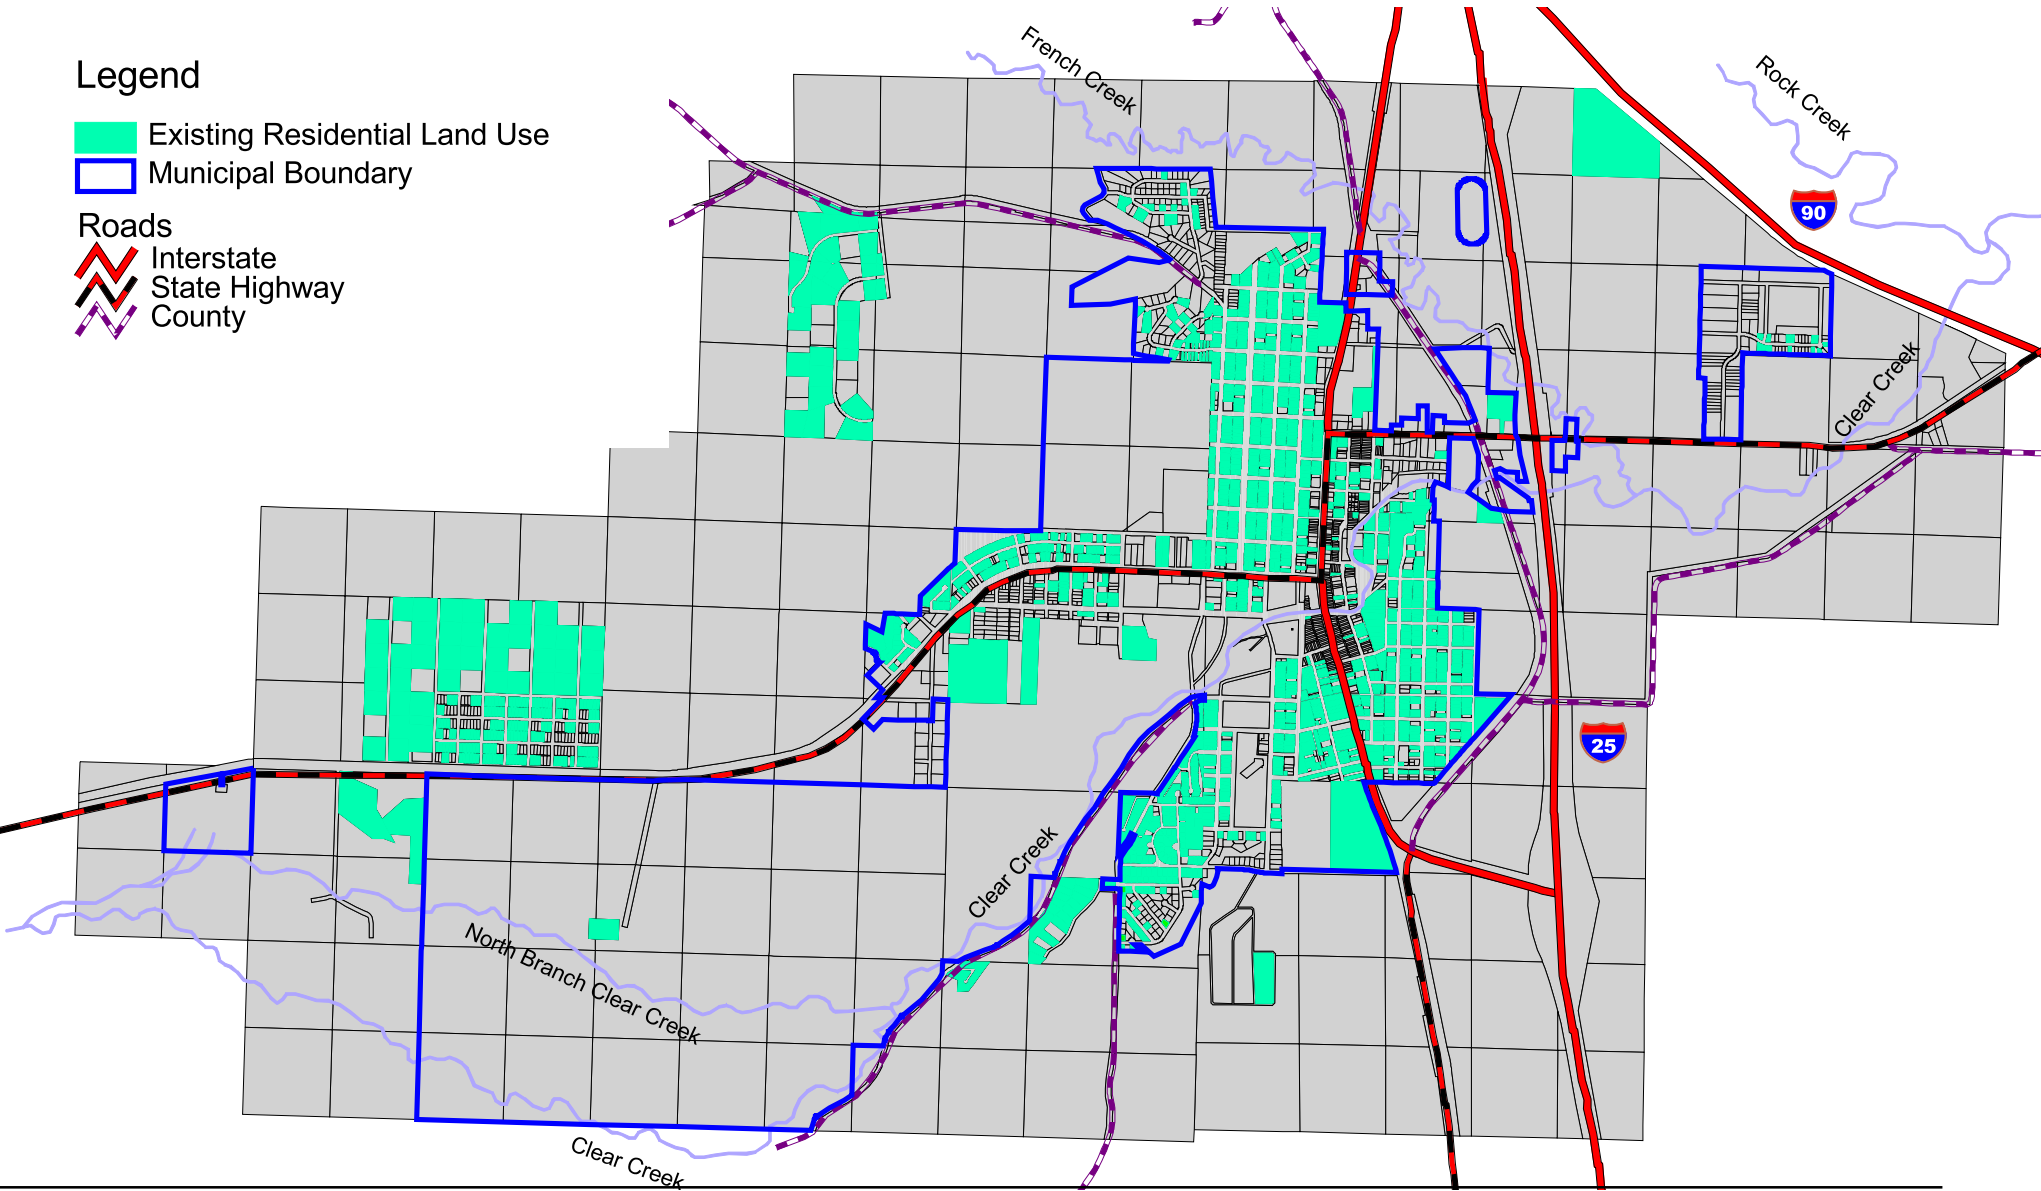 Legend
Existing Residential Land Use
Municipal Boundary
Roads
Interstate
State Highway
County
French Creek
Rock Creek
90
Clear Creek
25
Clear Creek
North Branch Clear Creek
Clear Creek